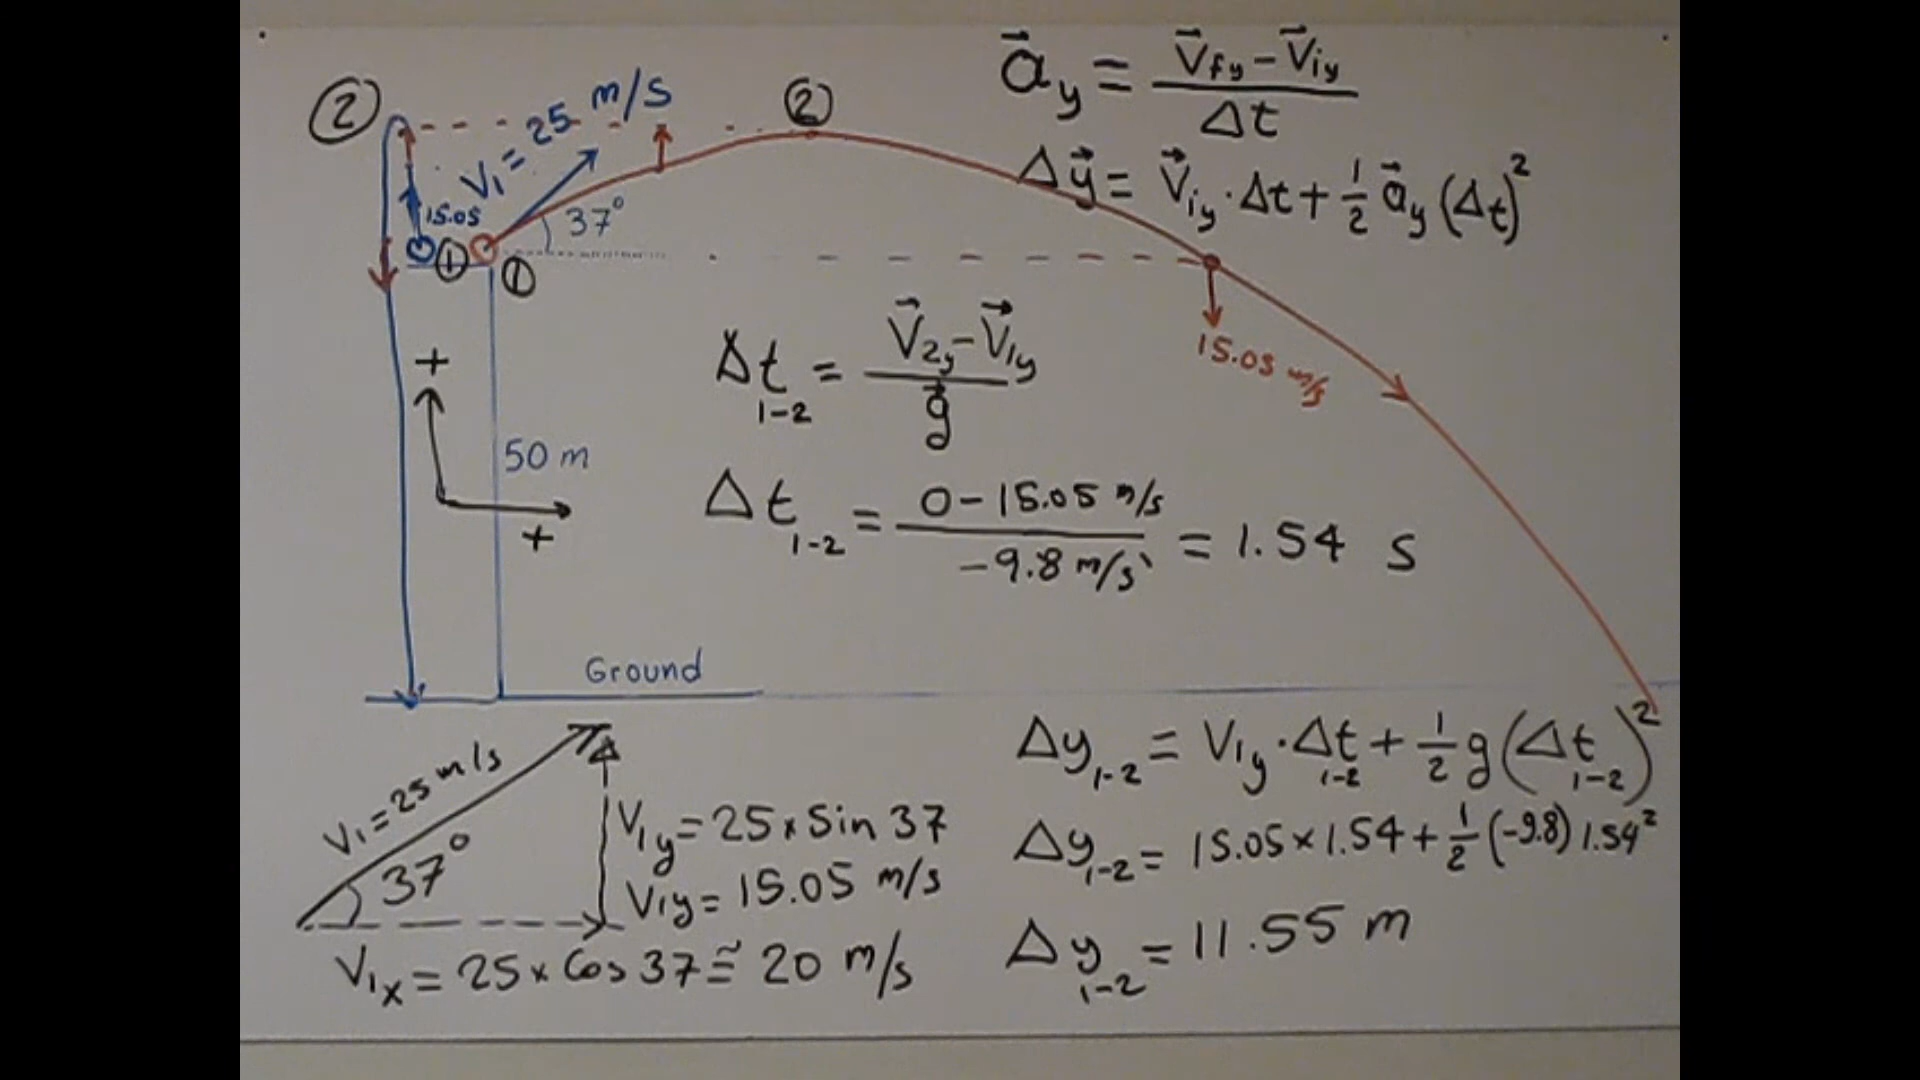 ②
V₁ = 25 m/s
②
15.05
①
①
37°
a⃗y = (V⃗fy − V⃗iy) / Δt
Δy⃗ = V⃗iy · Δt + ½ a⃗y (Δt)²
15.05 m/s
+
+
50 m
Δt₁₋₂ = (V⃗₂y − V⃗₁y) / g⃗
Δt₁₋₂ = (0 − 15.05 m/s) / (−9.8 m/s²) = 1.54 s
Ground
V₁ = 25 m/s
37°
V₁y = 25 × Sin 37
V₁y = 15.05 m/s
V₁x = 25 × Cos 37 ≅ 20 m/s
Δy₁₋₂ = V₁y · Δt₁₋₂ + ½ g (Δt₁₋₂)²
Δy₁₋₂ = 15.05 × 1.54 + ½ (−9.8) 1.54²
Δy₁₋₂ = 11.55 m